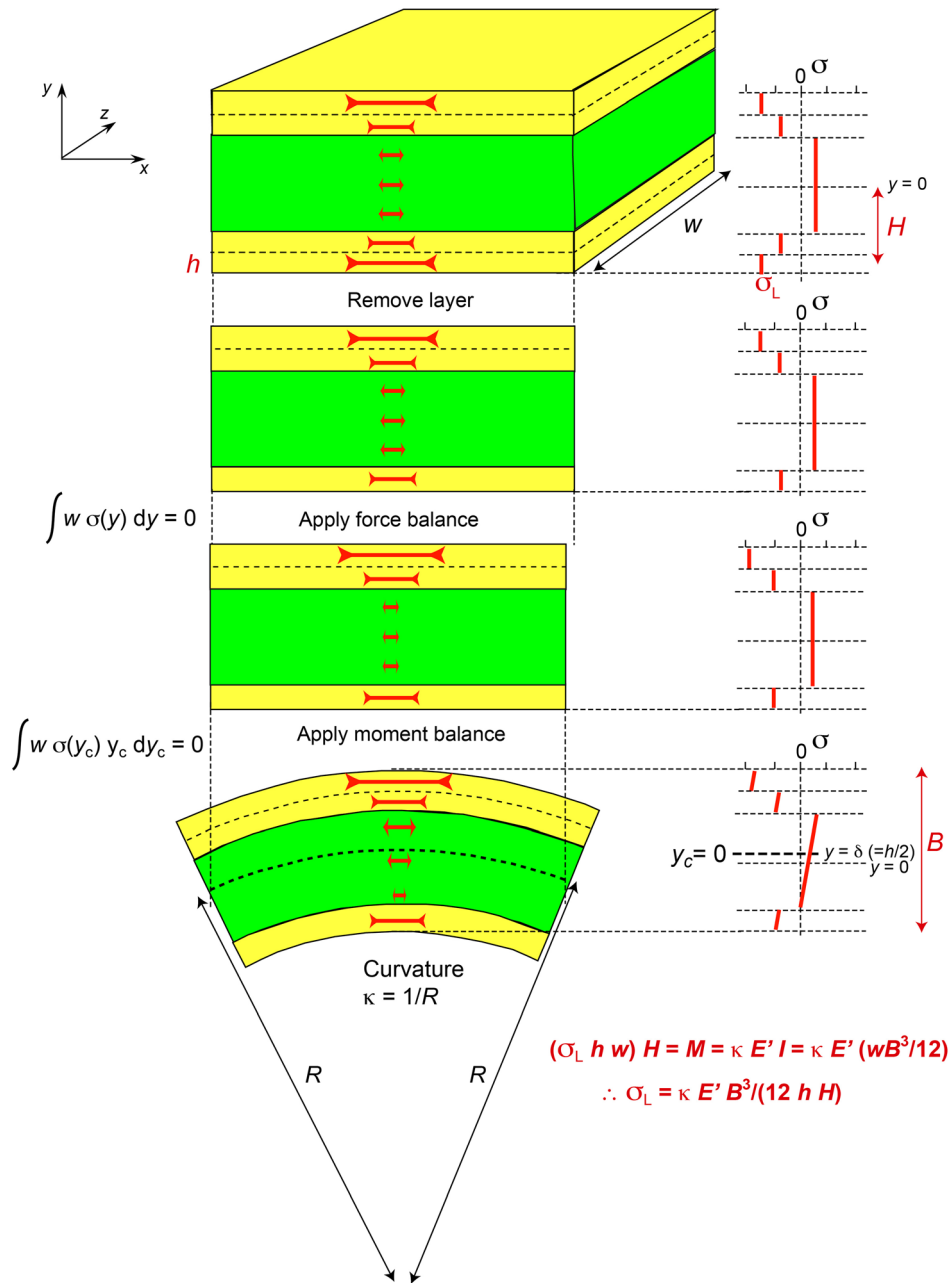 0 σ
y
z
x
y = 0
H
w
h
σL
Remove layer
0 σ
∫ w σ(y) dy = 0
Apply force balance
0 σ
∫ w σ(yc) yc dyc = 0
Apply moment balance
0 σ
yc= 0
y = δ (=h/2)
y = 0
B
Curvature
κ = 1/R
(σL h w) H = M = κ E’ I = κ E’ (wB³/12)
R
R
∴ σL = κ E’ B³/(12 h H)